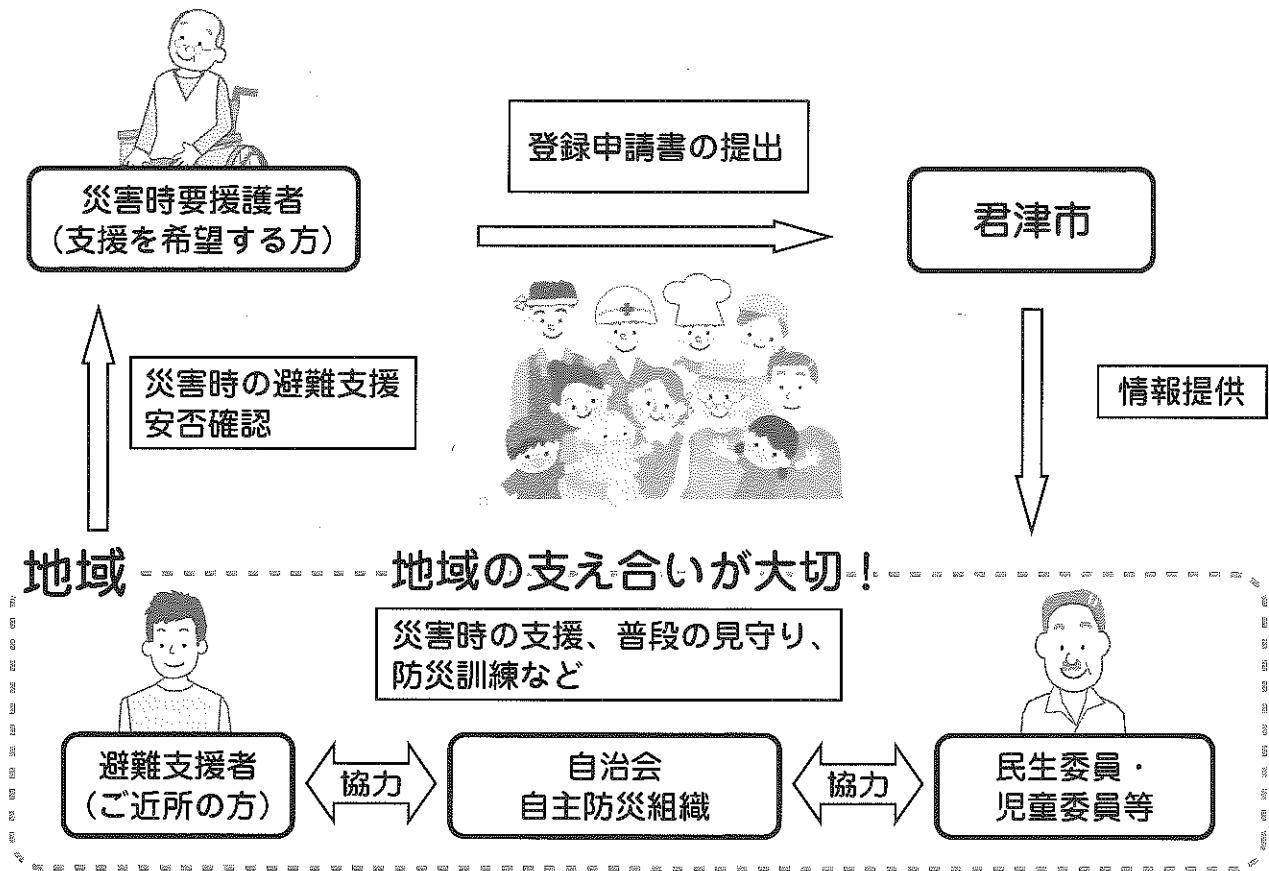 登録申請書の提出
災害時要援護者
（支援を希望する方）
君津市
災害時の避難支援
安否確認
情報提供
地域
地域の支え合いが大切！
災害時の支援、普段の見守り、
防災訓練など
避難支援者
（ご近所の方）
協力
自治会
自主防災組織
協力
民生委員・
児童委員等